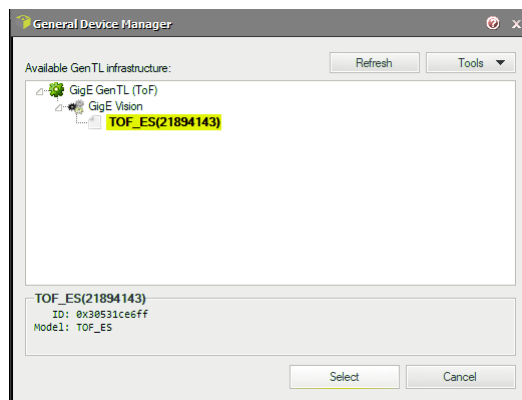 General Device Manager
Available GenTL infrastructure:
Refresh
Tools
GigE GenTL (ToF)
GigE Vision
TOF_ES(21894143)
TOF_ES(21894143)
ID: 0x30531ce6ff
Model: TOF_ES
Select
Cancel